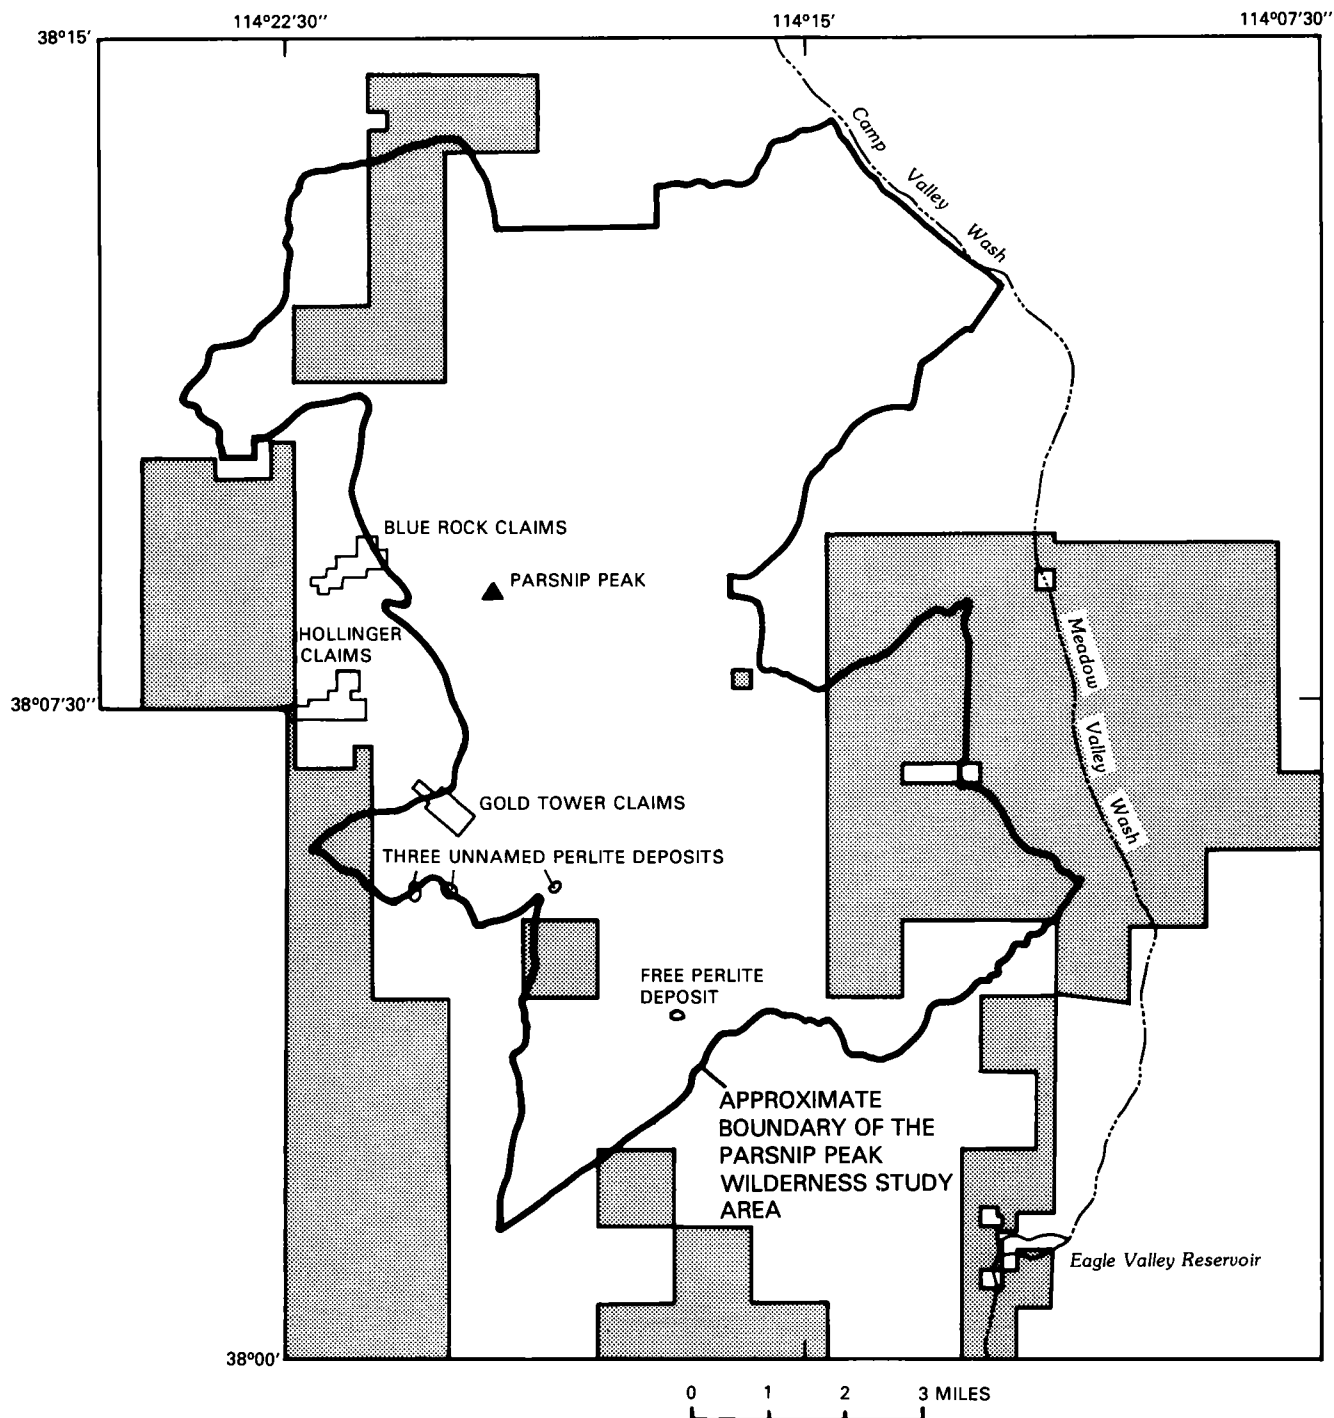 114°22'30"
114°15'
114°07'30"
38°15'
Camp
Valley
Wash
BLUE ROCK CLAIMS
PARSNIP PEAK
HOLLINGER
CLAIMS
Meadow
Valley
Wash
38°07'30"
GOLD TOWER CLAIMS
THREE UNNAMED PERLITE DEPOSITS
FREE PERLITE
DEPOSIT
APPROXIMATE
BOUNDARY OF THE
PARSNIP PEAK
WILDERNESS STUDY
AREA
Eagle Valley Reservoir
38°00'
0 1 2 3 MILES